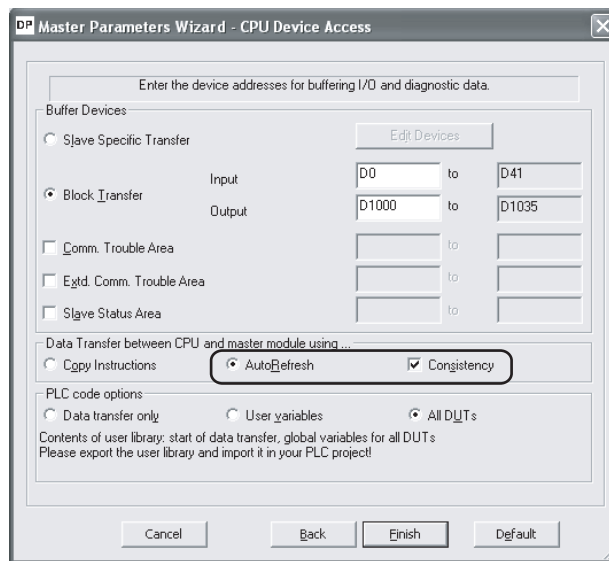 DP Master Parameters Wizard - CPU Device Access
Enter the device addresses for buffering I/O and diagnostic data.
Buffer Devices
Slave Specific Transfer
Edit Devices
Block Transfer
Input D0 to D41
Output D1000 to D1035
Comm. Trouble Area to
Extd. Comm. Trouble Area to
Slave Status Area to
Data Transfer between CPU and master module using ...
Copy Instructions AutoRefresh Consistency
PLC code options
Data transfer only User variables All DUTs
Contents of user library: start of data transfer, global variables for all DUTs
Please export the user library and import it in your PLC project!
Cancel Back Finish Default